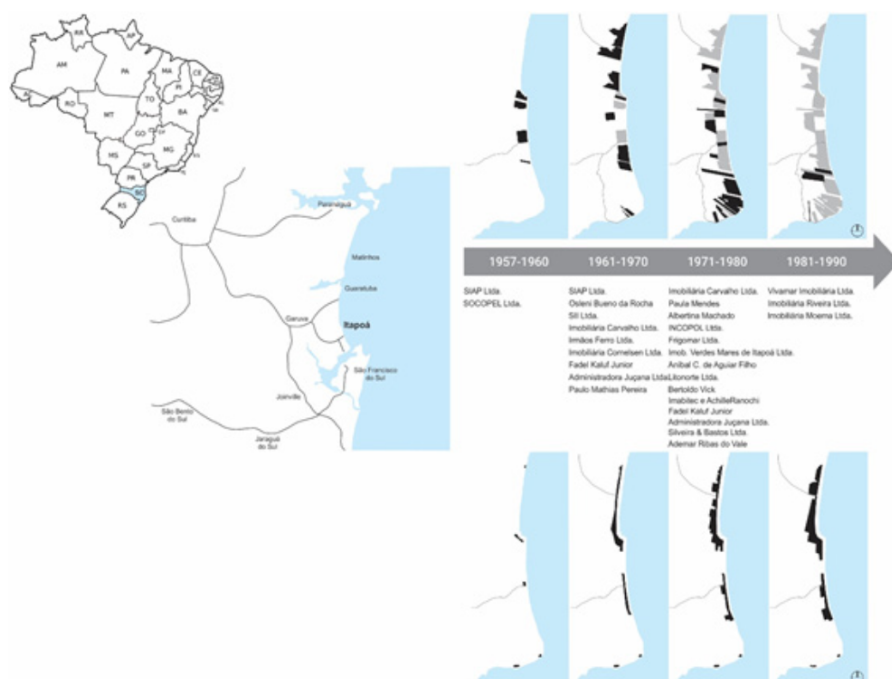 RR
AP
AM
PA
MA
CE
PI
RO
TO
BA
MT
GO
DF
MG
MS
ES
SP
PR
SC
RS
Curitiba
Paranaguá
Matinhos
Guaratuba
Garuva
Itapoá
São Francisco
do Sul
Joinville
São Bento
do Sul
Jaraguá
do Sul
1957-1960
1961-1970
1971-1980
1981-1990
SIAP Ltda.
SOCOPEL Ltda.
SIAP Ltda.
Osleni Bueno da Rocha
SII Ltda.
Imobiliária Carvalho Ltda.
Irmãos Ferro Ltda.
Imobiliária Cornelsen Ltda.
Fadel Kaluf Junior
Administradora Juçana Ltda.
Paulo Mathias Pereira
Imobiliária Carvalho Ltda.
Paula Mendes
Albertina Machado
INCOPOL Ltda.
Frigomar Ltda.
Imob. Verdes Mares de Itapoá Ltda.
Aníbal C. de Aguiar Filho
Litonorte Ltda.
Bertoldo Vick
Imabilec e AchilleRanochi
Fadel Kaluf Junior
Administradora Juçana Ltda.
Silveira & Bastos Ltda.
Ademar Ribas do Vale
Vivamar Imobiliária Ltda.
Imobiliária Riveira Ltda.
Imobiliária Moema Ltda.